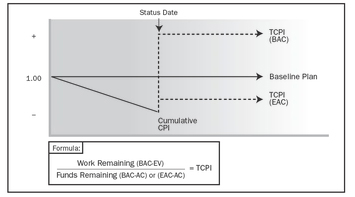 Status Date
+
TCPI
(BAC)
1.00
Baseline Plan
TCPI
(EAC)
–
Cumulative
CPI
Formula:
Work Remaining (BAC-EV)
= TCPI
Funds Remaining (BAC-AC) or (EAC-AC)